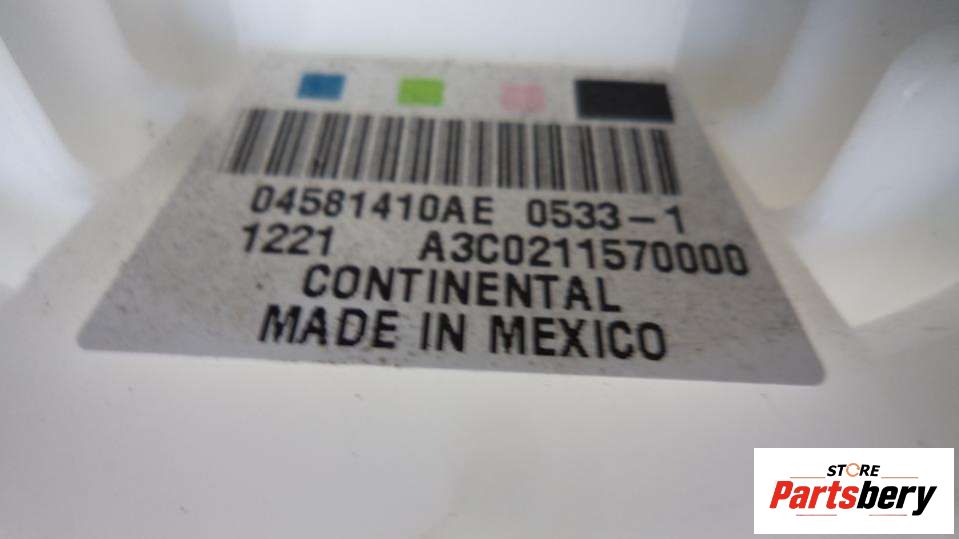 04581410AE 0533-1
1221 A3C0211570000
CONTINENTAL
MADE IN MEXICO
STORE
Partsbery